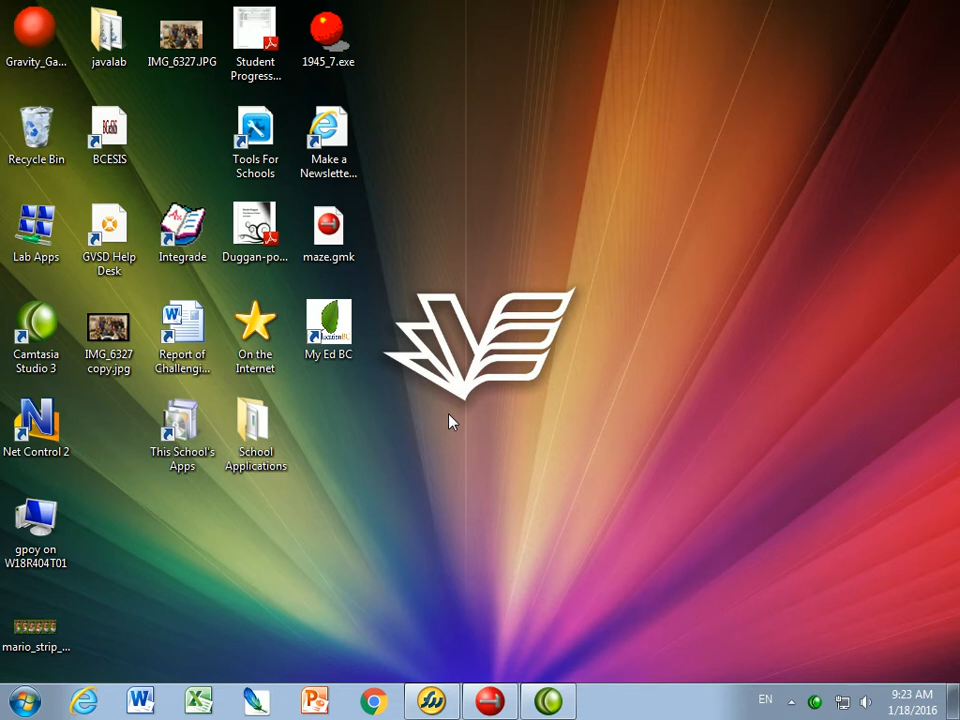 Gravity_Ga...
javalab
IMG_6327.JPG
Student
Progress...
1945_7.exe
Recycle Bin
BCESIS
Tools For
Schools
Make a
Newslette...
Lab Apps
GVSD Help
Desk
Integrade
Duggan-po...
maze.gmk
Camtasia
Studio 3
IMG_6327
copy.jpg
Report of
Challengi...
On the
Internet
My Ed BC
Net Control 2
This School's
Apps
School
Applications
gpoy on
W18R404T01
mario_strip_...
EN
9:23 AM
1/18/2016